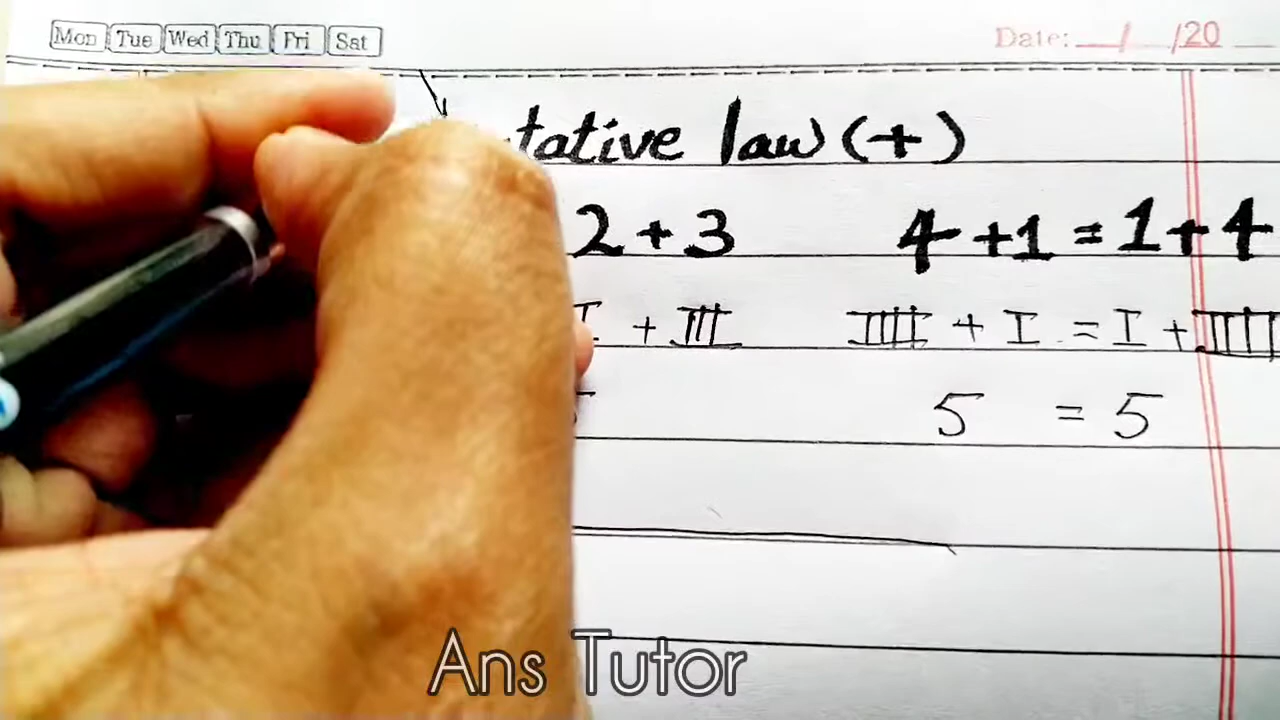 Mon Tue Wed Thu Fri Sat Date: / /20
tative law (+)
2 + 3 4 + 1 = 1 + 4
+ III IIII + I = I + IIII
5 = 5
Ans Tutor